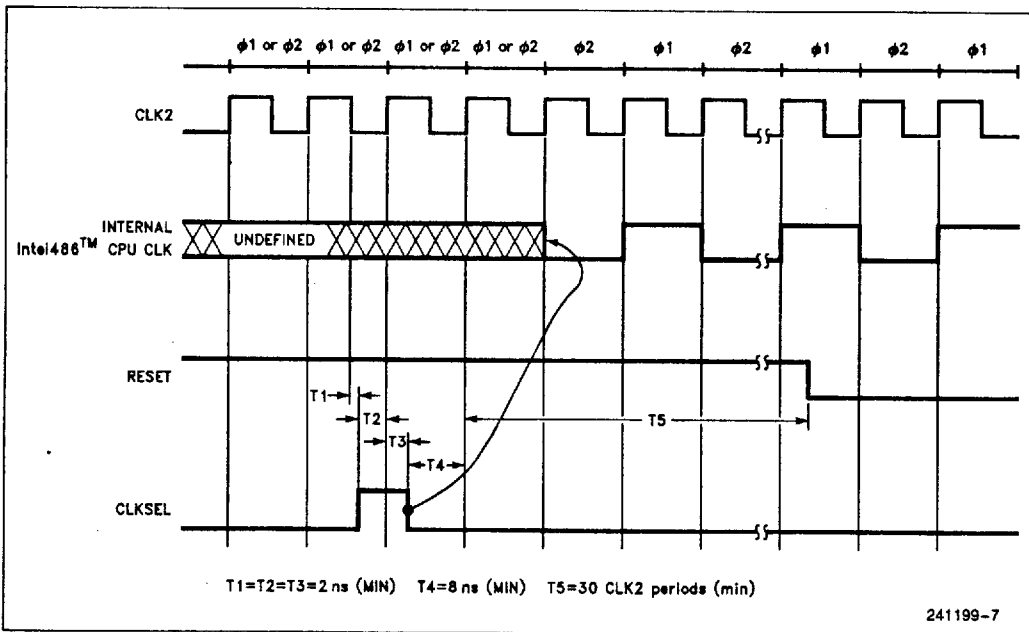 ϕ1 or ϕ2 ϕ1 or ϕ2 ϕ1 or ϕ2 ϕ1 or ϕ2 ϕ2 ϕ1 ϕ2 ϕ1 ϕ2 ϕ1
CLK2
INTERNAL
Intel486™ CPU CLK
UNDEFINED
RESET
T1
T2
T3
T4
T5
CLKSEL
T1=T2=T3=2 ns (MIN) T4=8 ns (MIN) T5=30 CLK2 periods (min)
241199-7